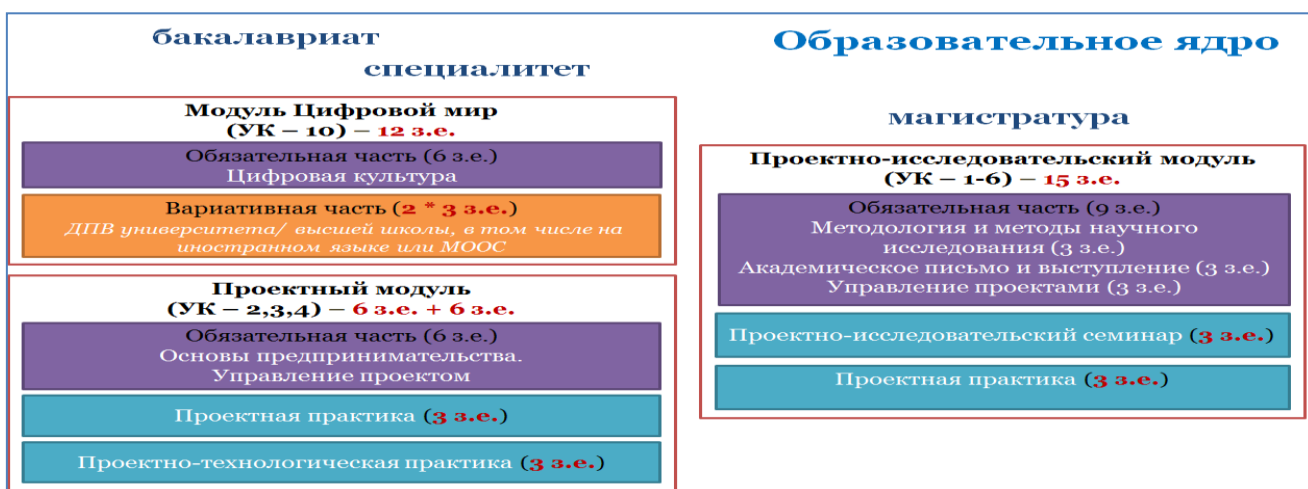 бакалавриат
специалитет
Модуль Цифровой мир
(УК – 10) – 12 з.е.
Обязательная часть (6 з.е.)
Цифровая культура
Вариативная часть (2 * 3 з.е.)
ДПВ университета/ высшей школы, в том числе на
иностранном языке или МООС
Проектный модуль
(УК – 2,3,4) – 6 з.е. + 6 з.е.
Обязательная часть (6 з.е.)
Основы предпринимательства.
Управление проектом
Проектная практика (3 з.е.)
Проектно-технологическая практика (3 з.е.)
Образовательное ядро
магистратура
Проектно-исследовательский модуль
(УК – 1-6) – 15 з.е.
Обязательная часть (9 з.е.)
Методология и методы научного
исследования (3 з.е.)
Академическое письмо и выступление (3 з.е.)
Управление проектами (3 з.е.)
Проектно-исследовательский семинар (3 з.е.)
Проектная практика (3 з.е.)